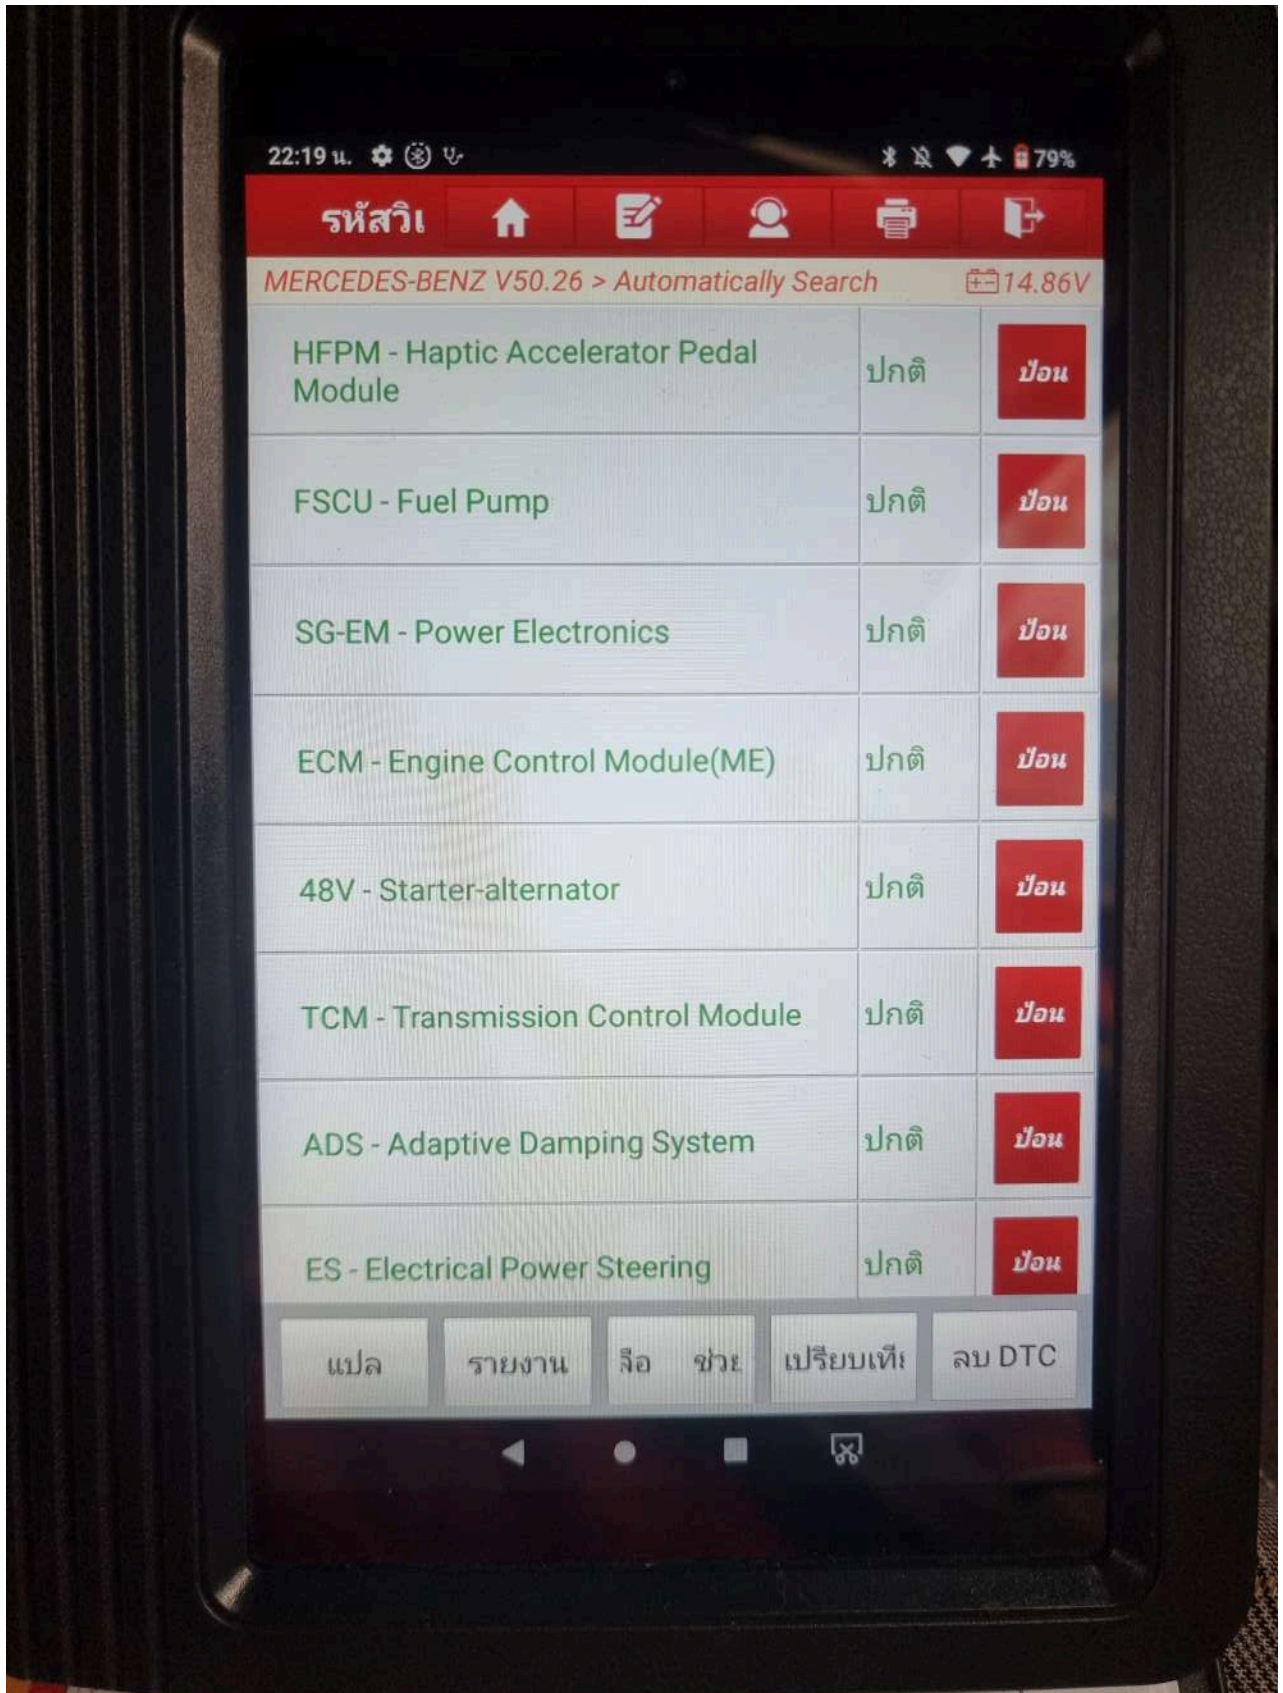 22:19 น. 79%
รหัสวิเ
MERCEDES-BENZ V50.26 > Automatically Search 14.86V
HFPM - Haptic Accelerator Pedal
Module
ปกติ ป้อน
FSCU - Fuel Pump ปกติ ป้อน
SG-EM - Power Electronics ปกติ ป้อน
ECM - Engine Control Module(ME) ปกติ ป้อน
48V - Starter-alternator ปกติ ป้อน
TCM - Transmission Control Module ปกติ ป้อน
ADS - Adaptive Damping System ปกติ ป้อน
ES - Electrical Power Steering ปกติ ป้อน
แปล รายงาน ช่วย เปรียบเที ลบ DTC